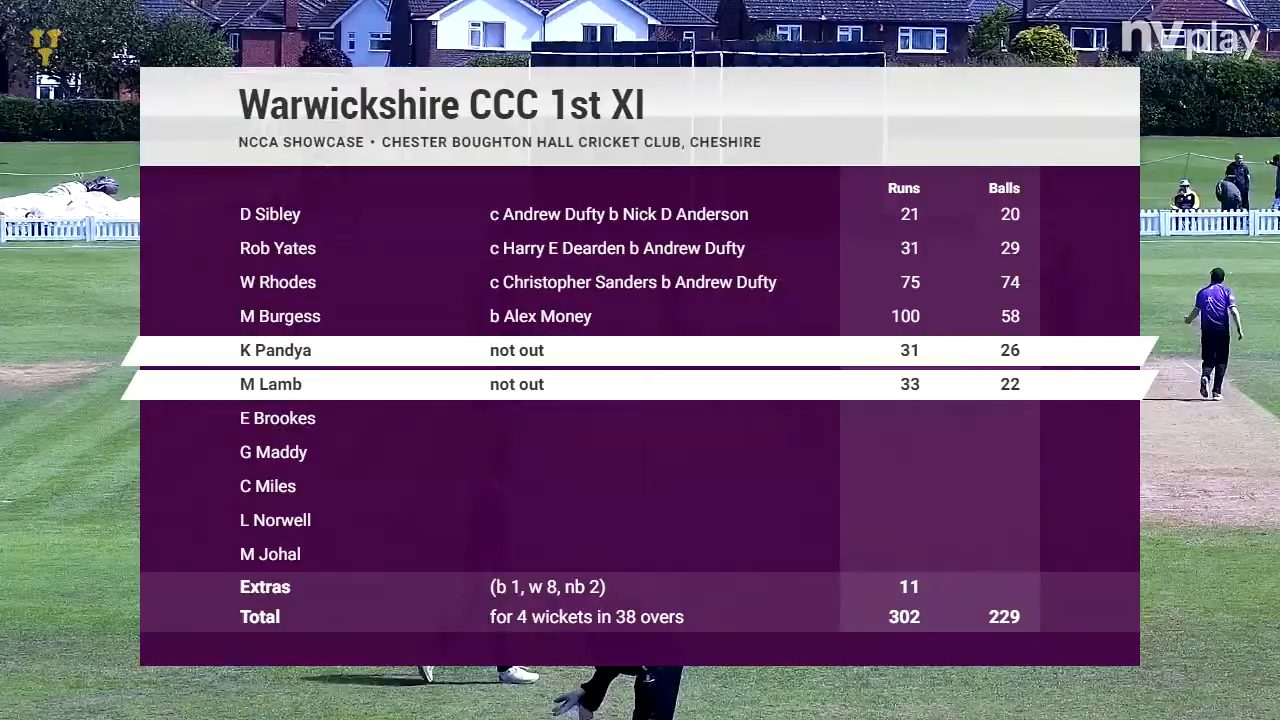 nvplay
Warwickshire CCC 1st XI
NCCA SHOWCASE • CHESTER BOUGHTON HALL CRICKET CLUB, CHESHIRE
Runs Balls
D Sibley c Andrew Dufty b Nick D Anderson 21 20
Rob Yates c Harry E Dearden b Andrew Dufty 31 29
W Rhodes c Christopher Sanders b Andrew Dufty 75 74
M Burgess b Alex Money 100 58
K Pandya not out 31 26
M Lamb not out 33 22
E Brookes
G Maddy
C Miles
L Norwell
M Johal
Extras (b 1, w 8, nb 2) 11
Total for 4 wickets in 38 overs 302 229